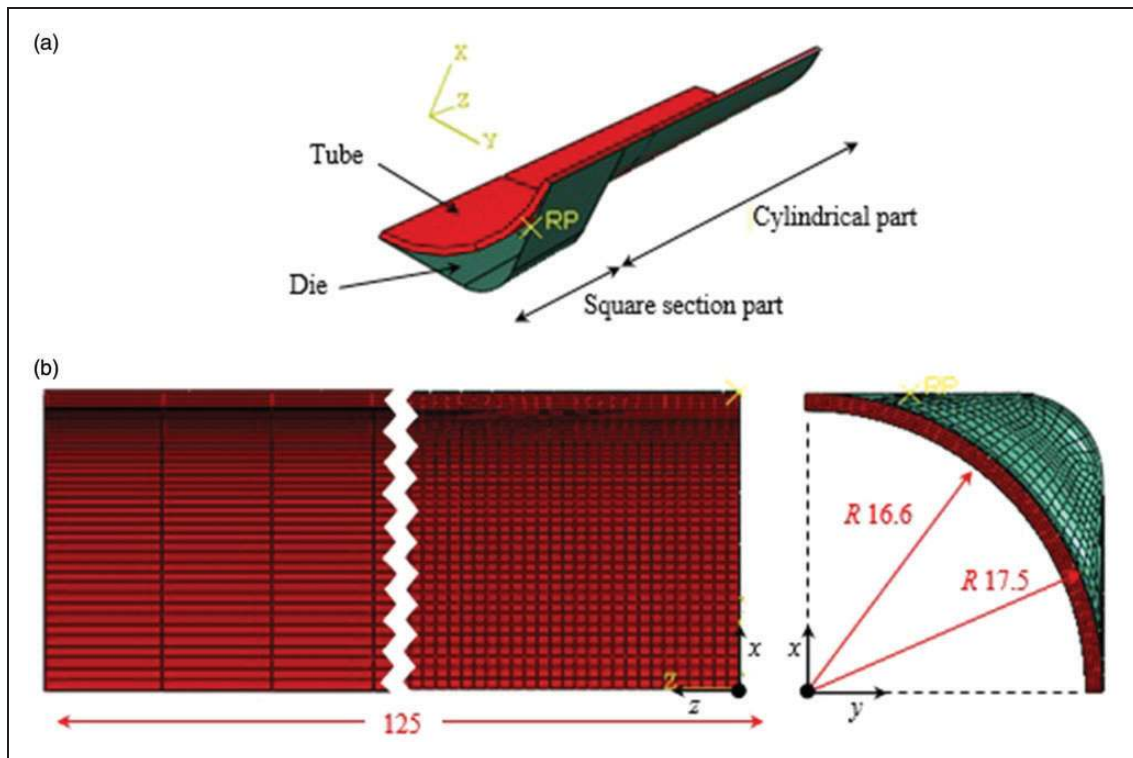 (a)
X
Z
Y
Tube
RP
Cylindrical part
Die
Square section part
(b)
RP
R 16.6
R 17.5
x
Z
z
x
y
125